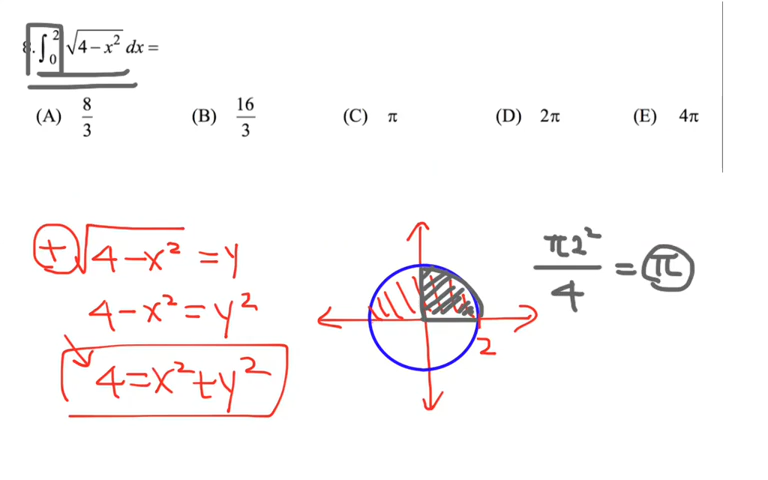 8. ∫₀² √(4 − x²) dx =
(A) 8/3 (B) 16/3 (C) π (D) 2π (E) 4π
+√(4 − x²) = y
4 − x² = y²
4 = x² + y²
2
π2²/4 = π